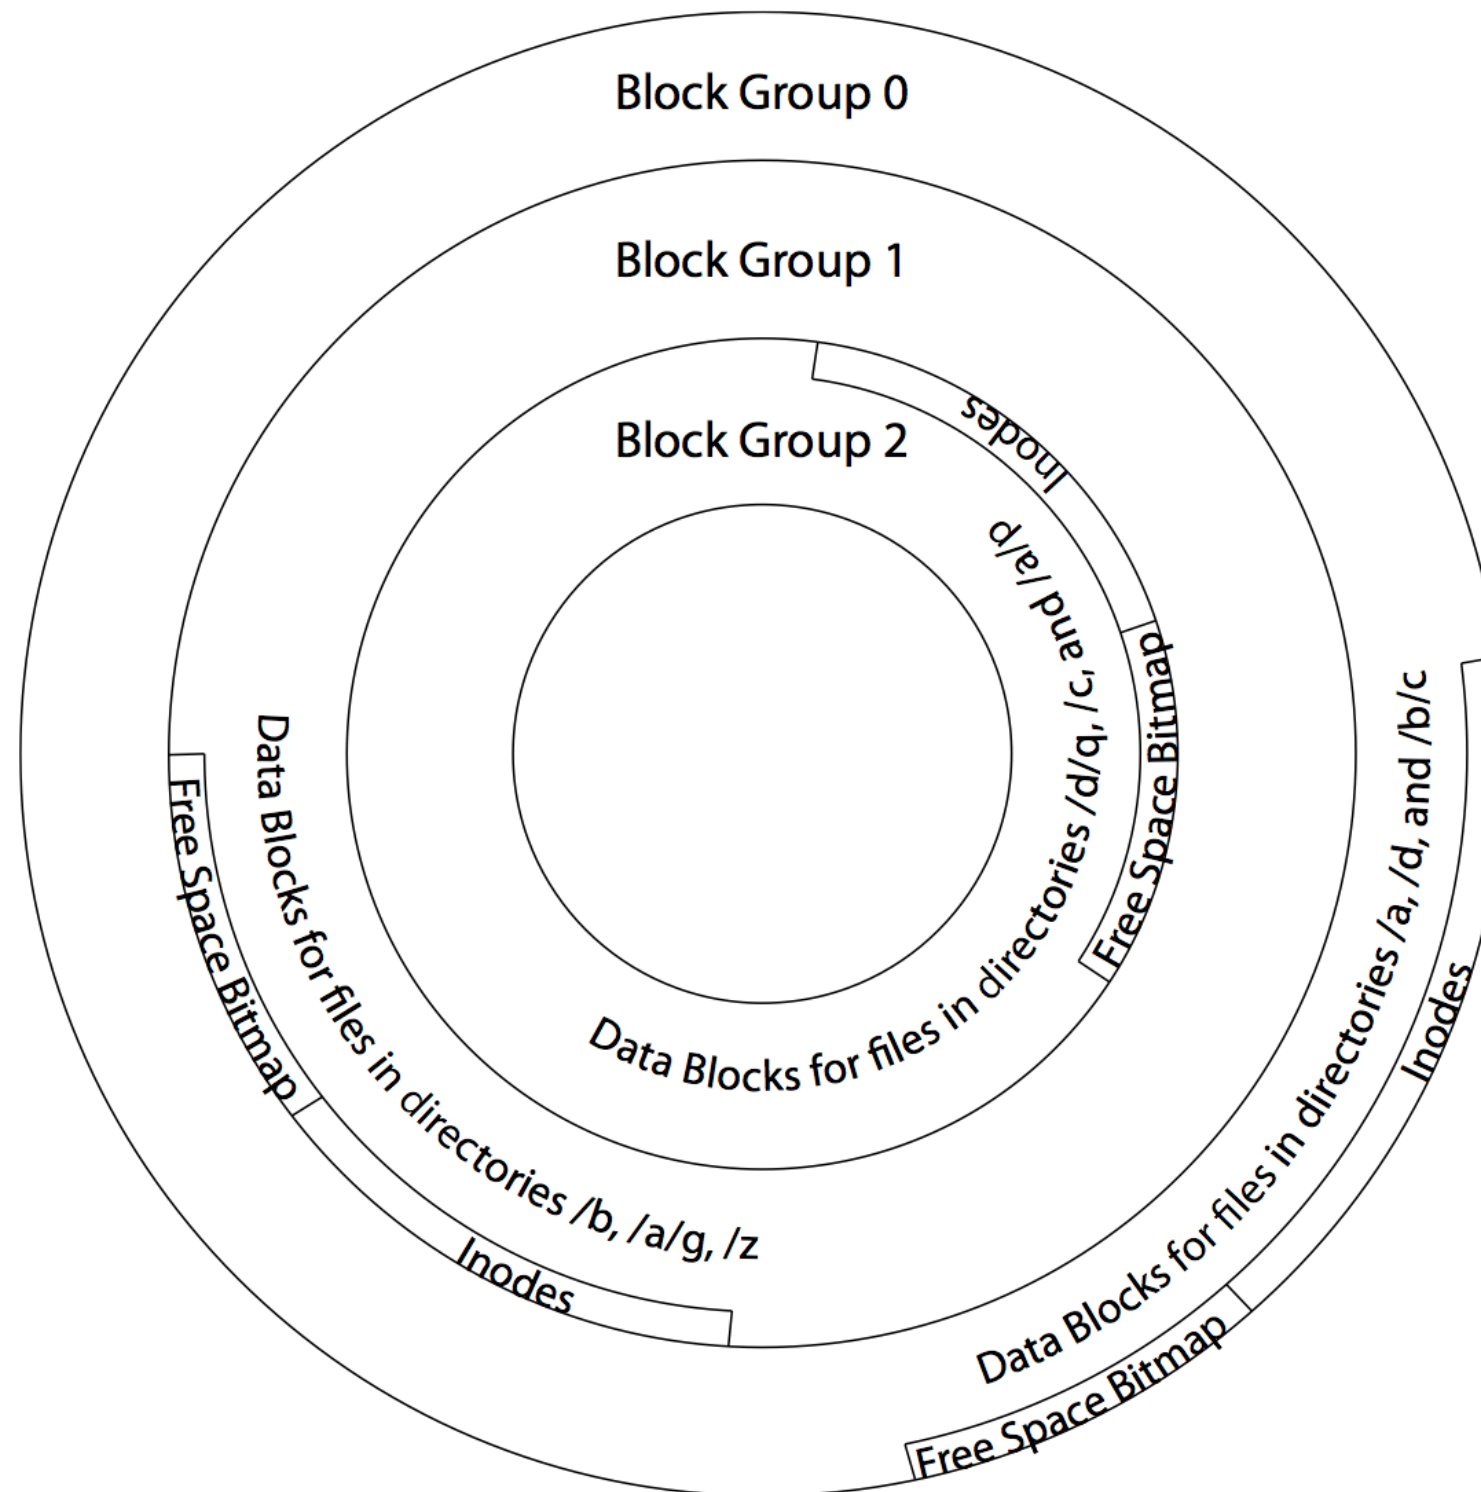 Block Group 0
Block Group 1
Block Group 2
Inodes
Free Space Bitmap
Data Blocks for files in directories /d/q, /c, and /a/p
Data Blocks for files in directories /b, /a/g, /z
Free Space Bitmap
Inodes
Data Blocks for files in directories /a, /d, and /b/c
Inodes
Free Space Bitmap